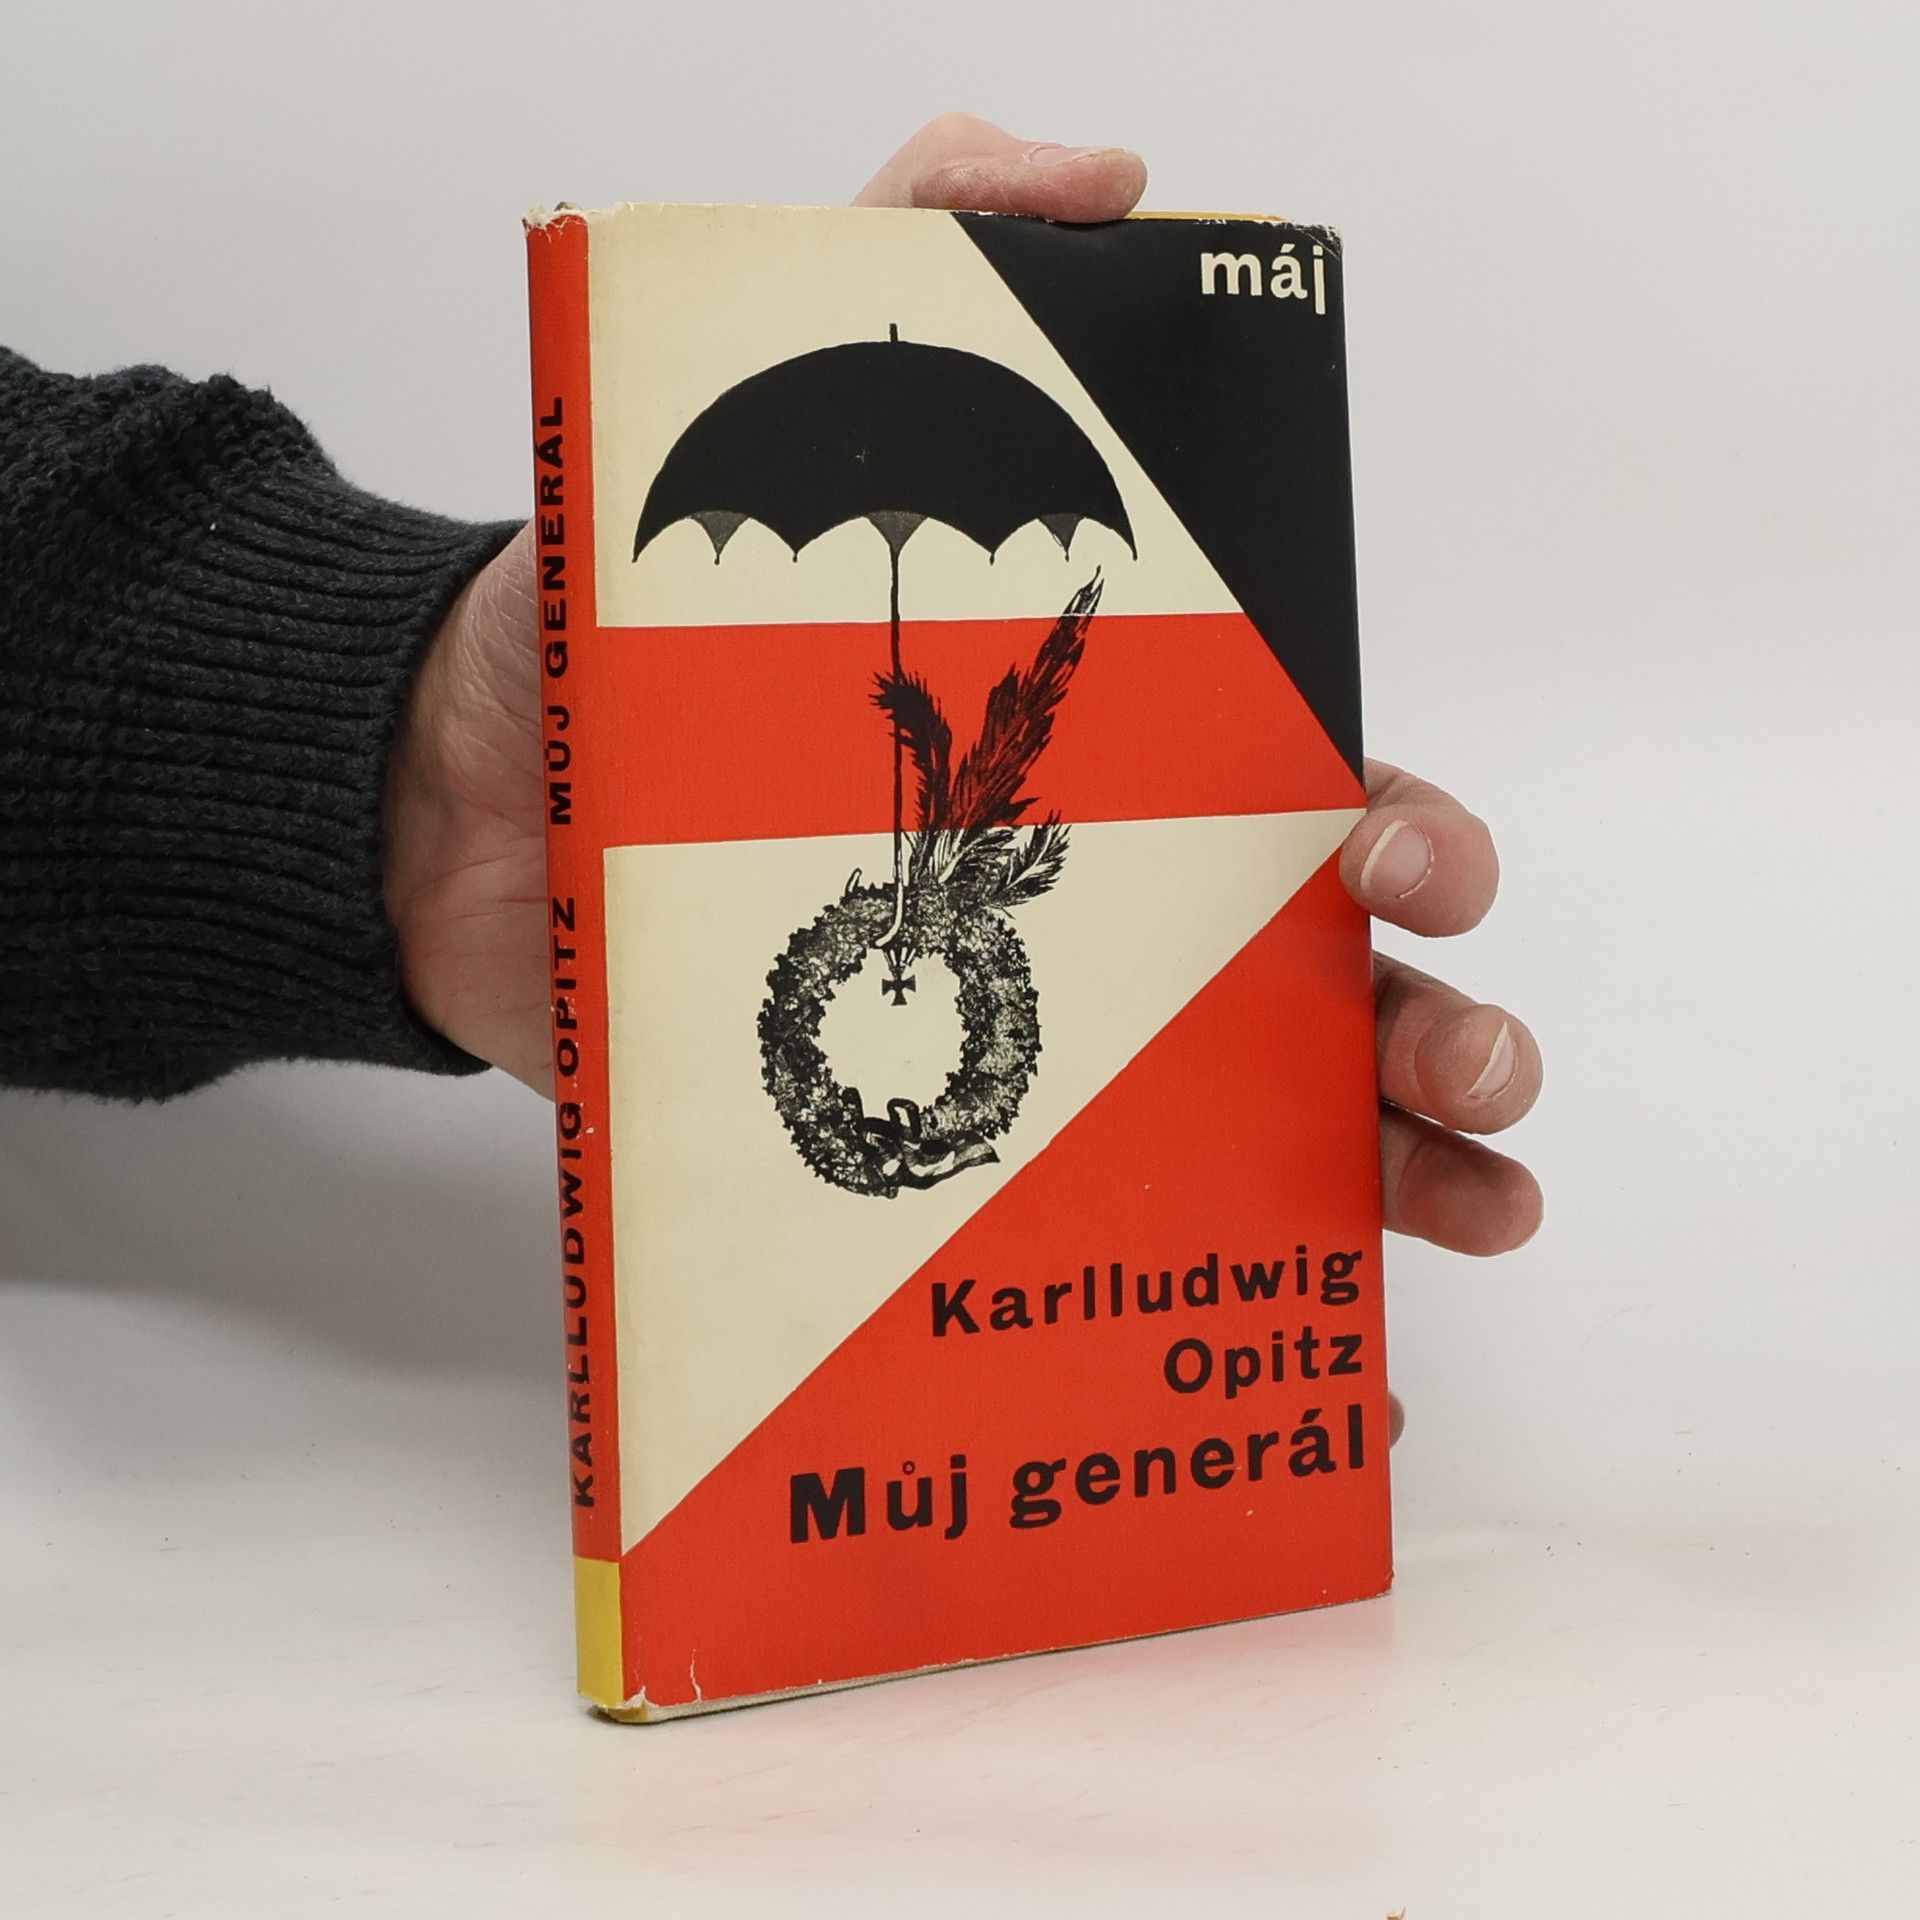 máj
Karlludwig
Opitz
Můj generál
KARLLUDWIG OPITZ MŮJ GENERÁL